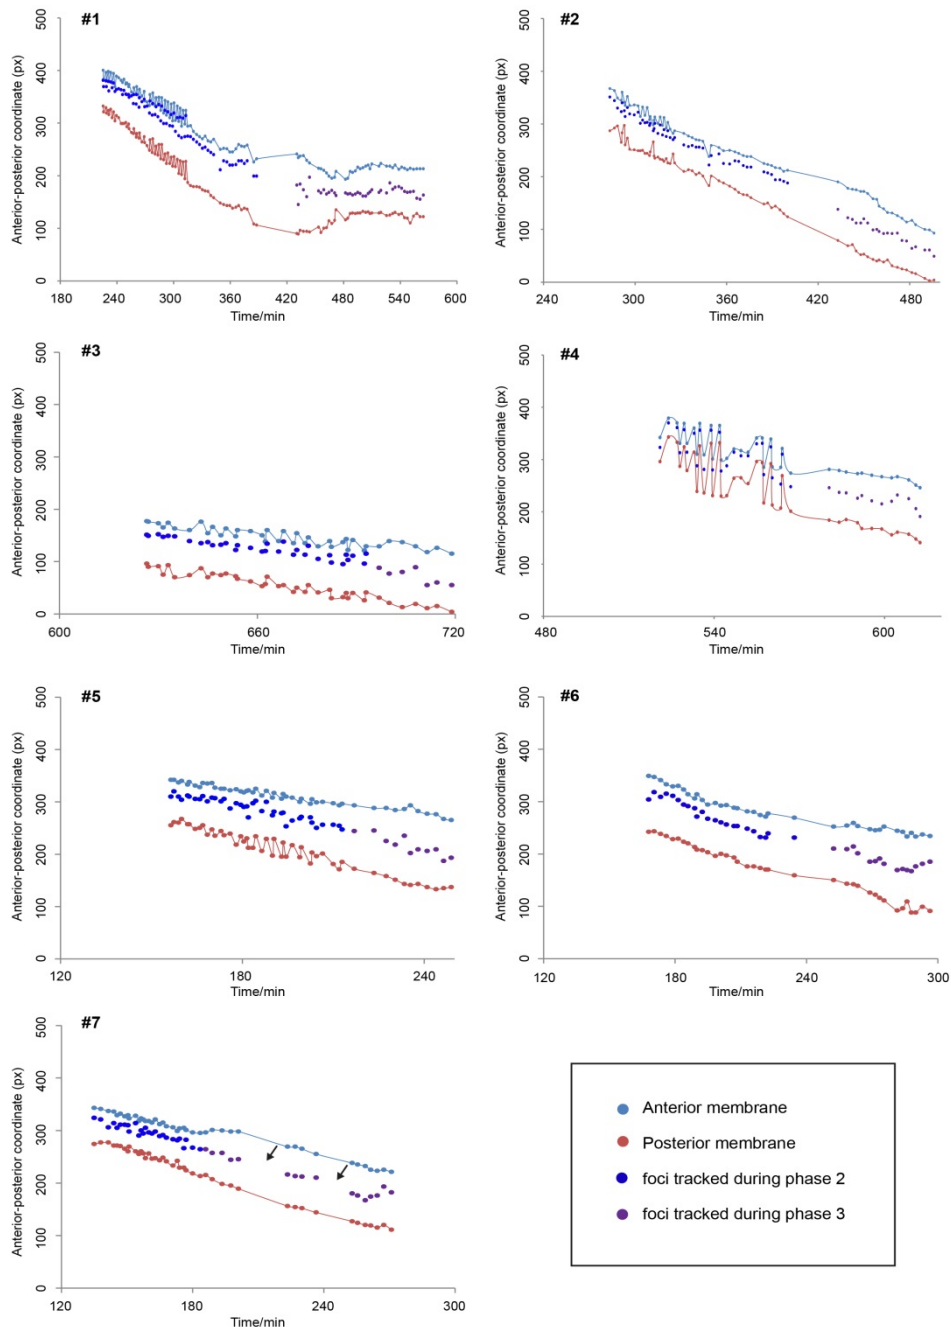 #1
Anterior-posterior coordinate (px)
500
400
300
200
100
0
180 240 300 360 420 480 540 600
Time/min
#2
Anterior-posterior coordinate (px)
500
400
300
200
100
0
240 300 360 420 480
Time/min
#3
Anterior-posterior coordinate (px)
500
400
300
200
100
0
600 660 720
Time/min
#4
Anterior-posterior coordinate (px)
500
400
300
200
100
0
480 540 600
Time/min
#5
Anterior-posterior coordinate (px)
500
400
300
200
100
0
120 180 240
Time/min
#6
Anterior-posterior coordinate (px)
500
400
300
200
100
0
120 180 240 300
Time/min
#7
Anterior-posterior coordinate (px)
500
400
300
200
100
0
120 180 240 300
Time/min
Anterior membrane
Posterior membrane
foci tracked during phase 2
foci tracked during phase 3